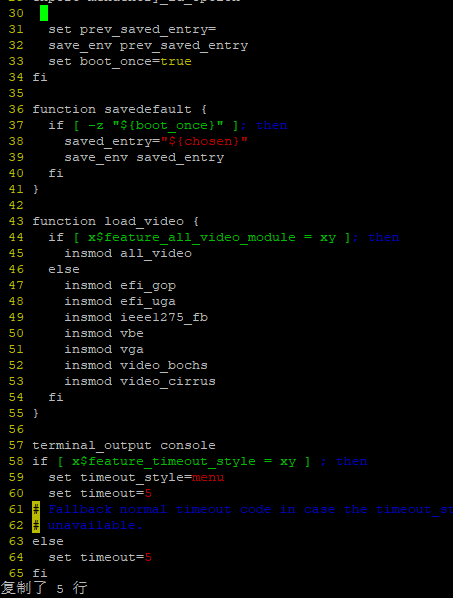 30
31   set prev_saved_entry=
32   save_env prev_saved_entry
33   set boot_once=true
34 fi
35
36 function savedefault {
37   if [ -z "${boot_once}" ]; then
38     saved_entry="${chosen}"
39     save_env saved_entry
40   fi
41 }
42
43 function load_video {
44   if [ x$feature_all_video_module = xy ]; then
45     insmod all_video
46   else
47     insmod efi_gop
48     insmod efi_uga
49     insmod ieee1275_fb
50     insmod vbe
51     insmod vga
52     insmod video_bochs
53     insmod video_cirrus
54   fi
55 }
56
57 terminal_output console
58 if [ x$feature_timeout_style = xy ] ; then
59   set timeout_style=menu
60   set timeout=5
61 # Fallback normal timeout code in case the timeout_st
62 # unavailable.
63 else
64   set timeout=5
65 fi
复制了 5 行